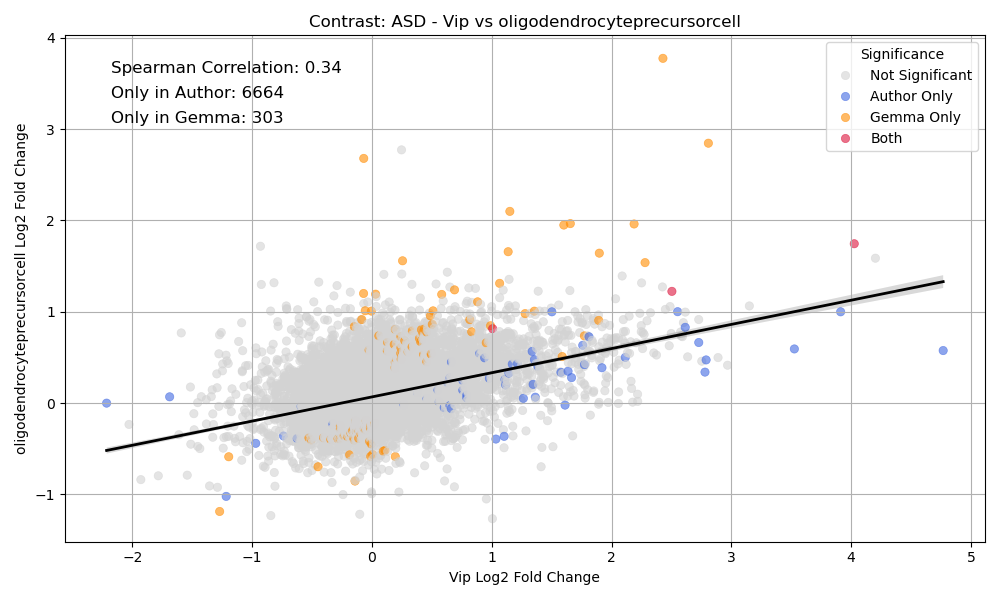 Contrast: ASD - Vip vs oligodendrocyteprecursorcell
Spearman Correlation: 0.34
Only in Author: 6664
Only in Gemma: 303
Significance
Not Significant
Author Only
Gemma Only
Both
oligodendrocyteprecursorcell Log2 Fold Change
4
3
2
1
0
−1
−2
−1
0
1
2
3
4
5
Vip Log2 Fold Change